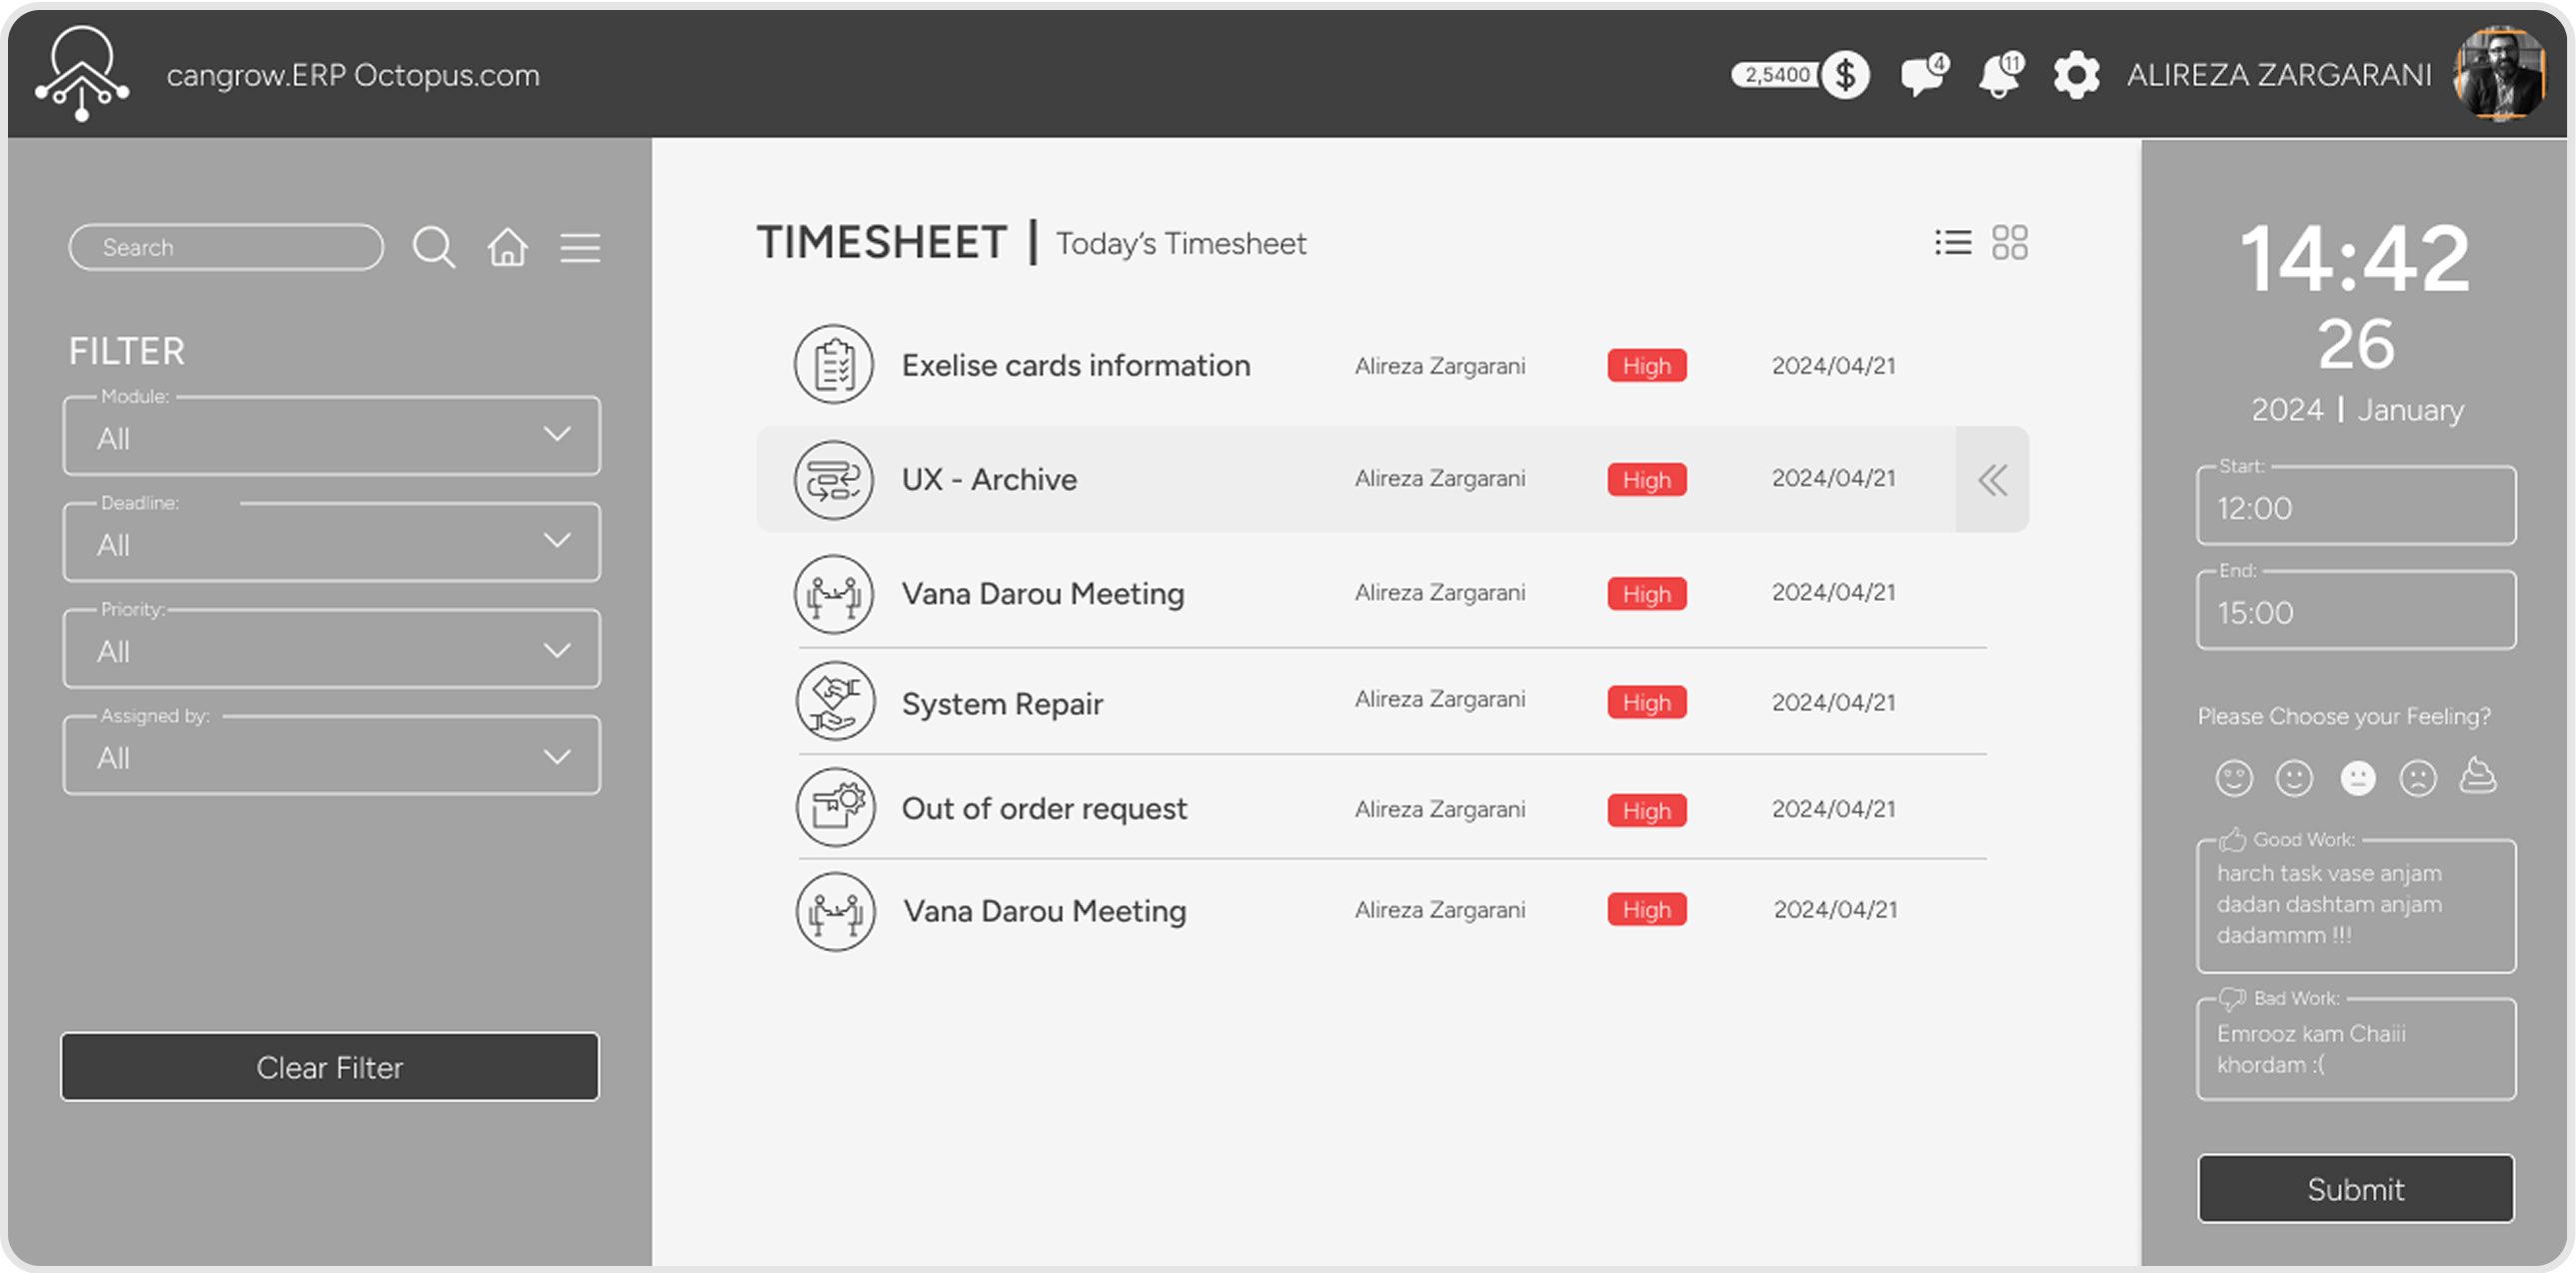 cangrow.ERP Octopus.com
2,5400
$
4
11
ALIREZA ZARGARANI
Search
FILTER
Module:
All
Deadline:
All
Priority:
All
Assigned by:
All
Clear Filter
TIMESHEET | Today's Timesheet
Exelise cards information Alireza Zargarani High 2024/04/21
UX - Archive Alireza Zargarani High 2024/04/21
Vana Darou Meeting Alireza Zargarani High 2024/04/21
System Repair Alireza Zargarani High 2024/04/21
Out of order request Alireza Zargarani High 2024/04/21
Vana Darou Meeting Alireza Zargarani High 2024/04/21
14:42
26
2024 | January
Start:
12:00
End:
15:00
Please Choose your Feeling?
Good Work:
harch task vase anjam
dadan dashtam anjam
dadammm !!!
Bad Work:
Emrooz kam Chaiii
khordam :(
Submit